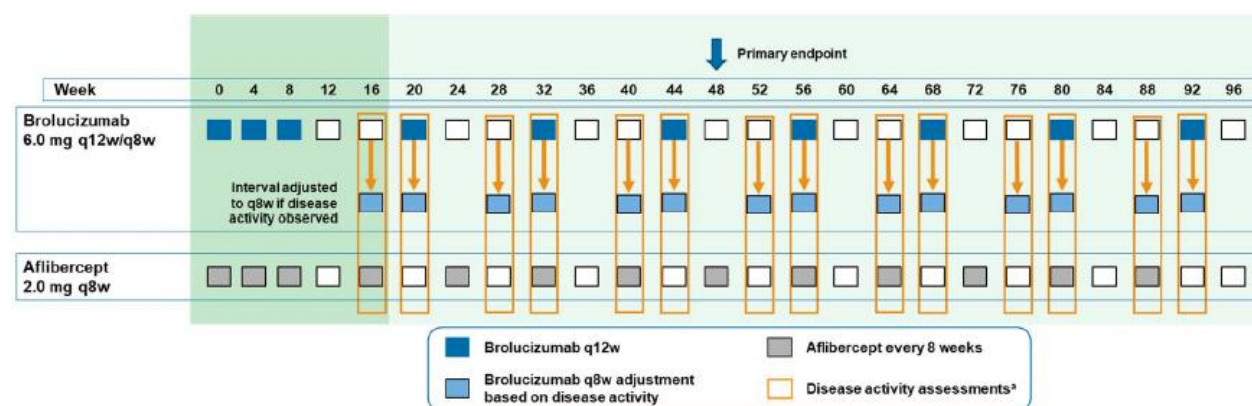 Primary endpoint
Week 0 4 8 12 16 20 24 28 32 36 40 44 48 52 56 60 64 68 72 76 80 84 88 92 96
Brolucizumab
6.0 mg q12w/q8w
Interval adjusted
to q8w if disease
activity observed
Aflibercept
2.0 mg q8w
Brolucizumab q12w
Brolucizumab q8w adjustment
based on disease activity
Aflibercept every 8 weeks
Disease activity assessmentsª